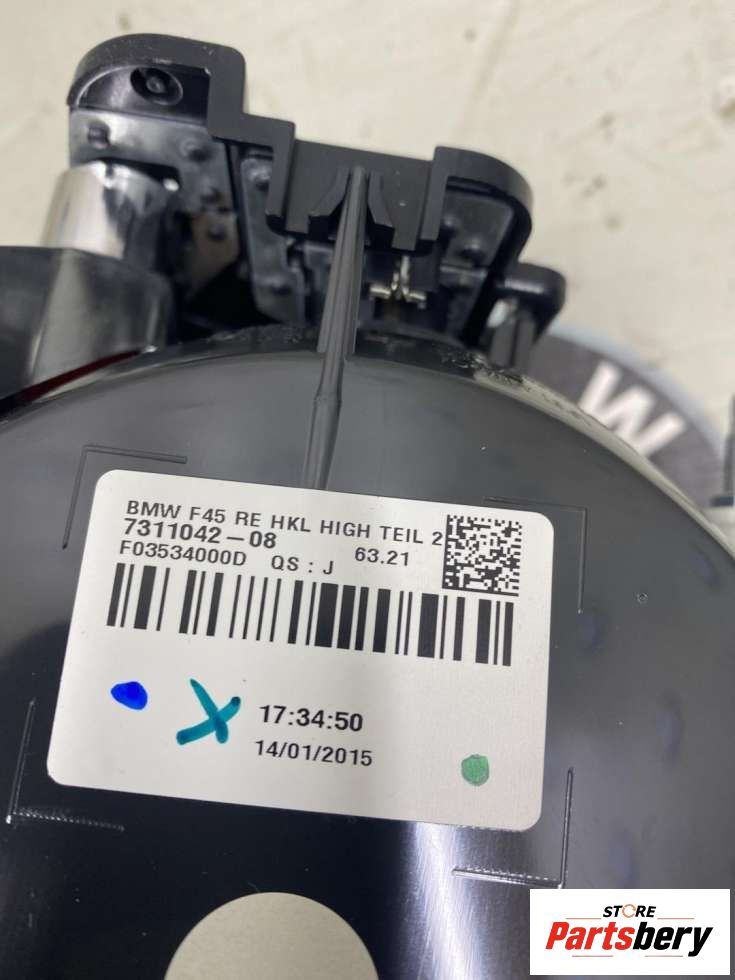 W
BMW F45 RE HKL HIGH TEIL 2
7311042-08 63.21
F03534000D QS : J
17:34:50
14/01/2015
STORE
Partsbery